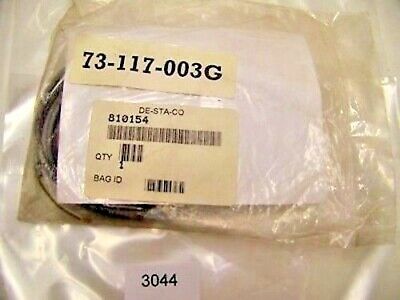 73-117-003G
DE-STA-CO
810154
QTY
1
BAG ID
3044